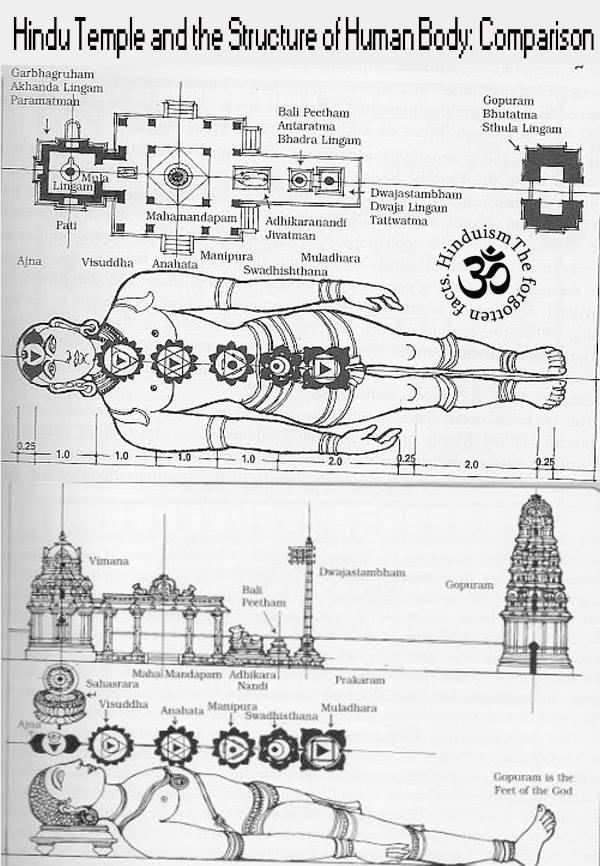 Hindu Temple and the Structure of Human Body: Comparison
Garbhagruham
Akhanda Lingam
Paramatman
Bali Peetham
Antaratma
Bhadra Lingam
Gopuram
Bhutatma
Sthula Lingam
Mula
Lingam
Mahamandapam
Adhikaranandi
Jivatman
Dwajastambham
Dwaja Lingam
Tattwatma
Pati
Hinduism The forgotten facts.
ॐ
Ajna
Visuddha
Anahata
Manipura
Swadhishthana
Muladhara
0.25
1.0
1.0
1.0
1.0
2.0
0.25
2.0
0.25
Vimana
Dwajastambham
Gopuram
Bali
Peetham
Maha Mandapam
Adhikara
Nandi
Prakaram
Sahasrara
Visuddha
Anahata
Manipura
Swadhisthana
Muladhara
Ajna
Gopuram is the
Feet of the God